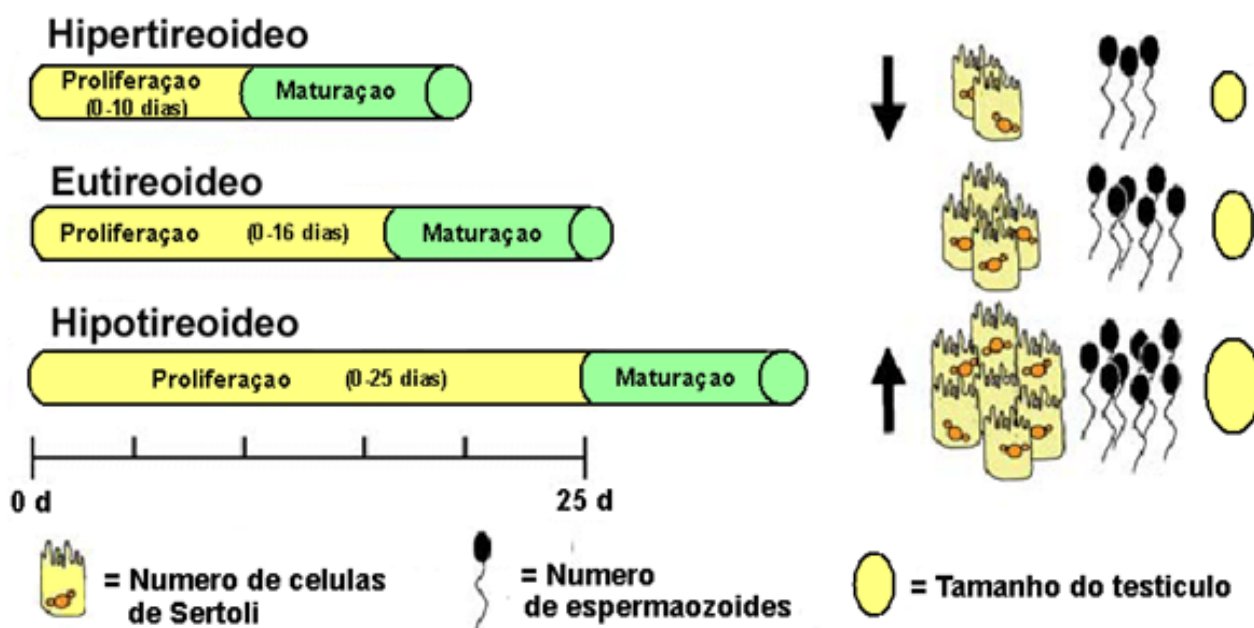 Hipertireoideo
Proliferaçao
(0-10 dias)
Maturaçao
Eutireoideo
Proliferaçao (0-16 dias) Maturaçao
Hipotireoideo
Proliferaçao (0-25 dias) Maturaçao
0 d 25 d
= Numero de celulas
de Sertoli
= Numero
de espermaozoides
= Tamanho do testiculo